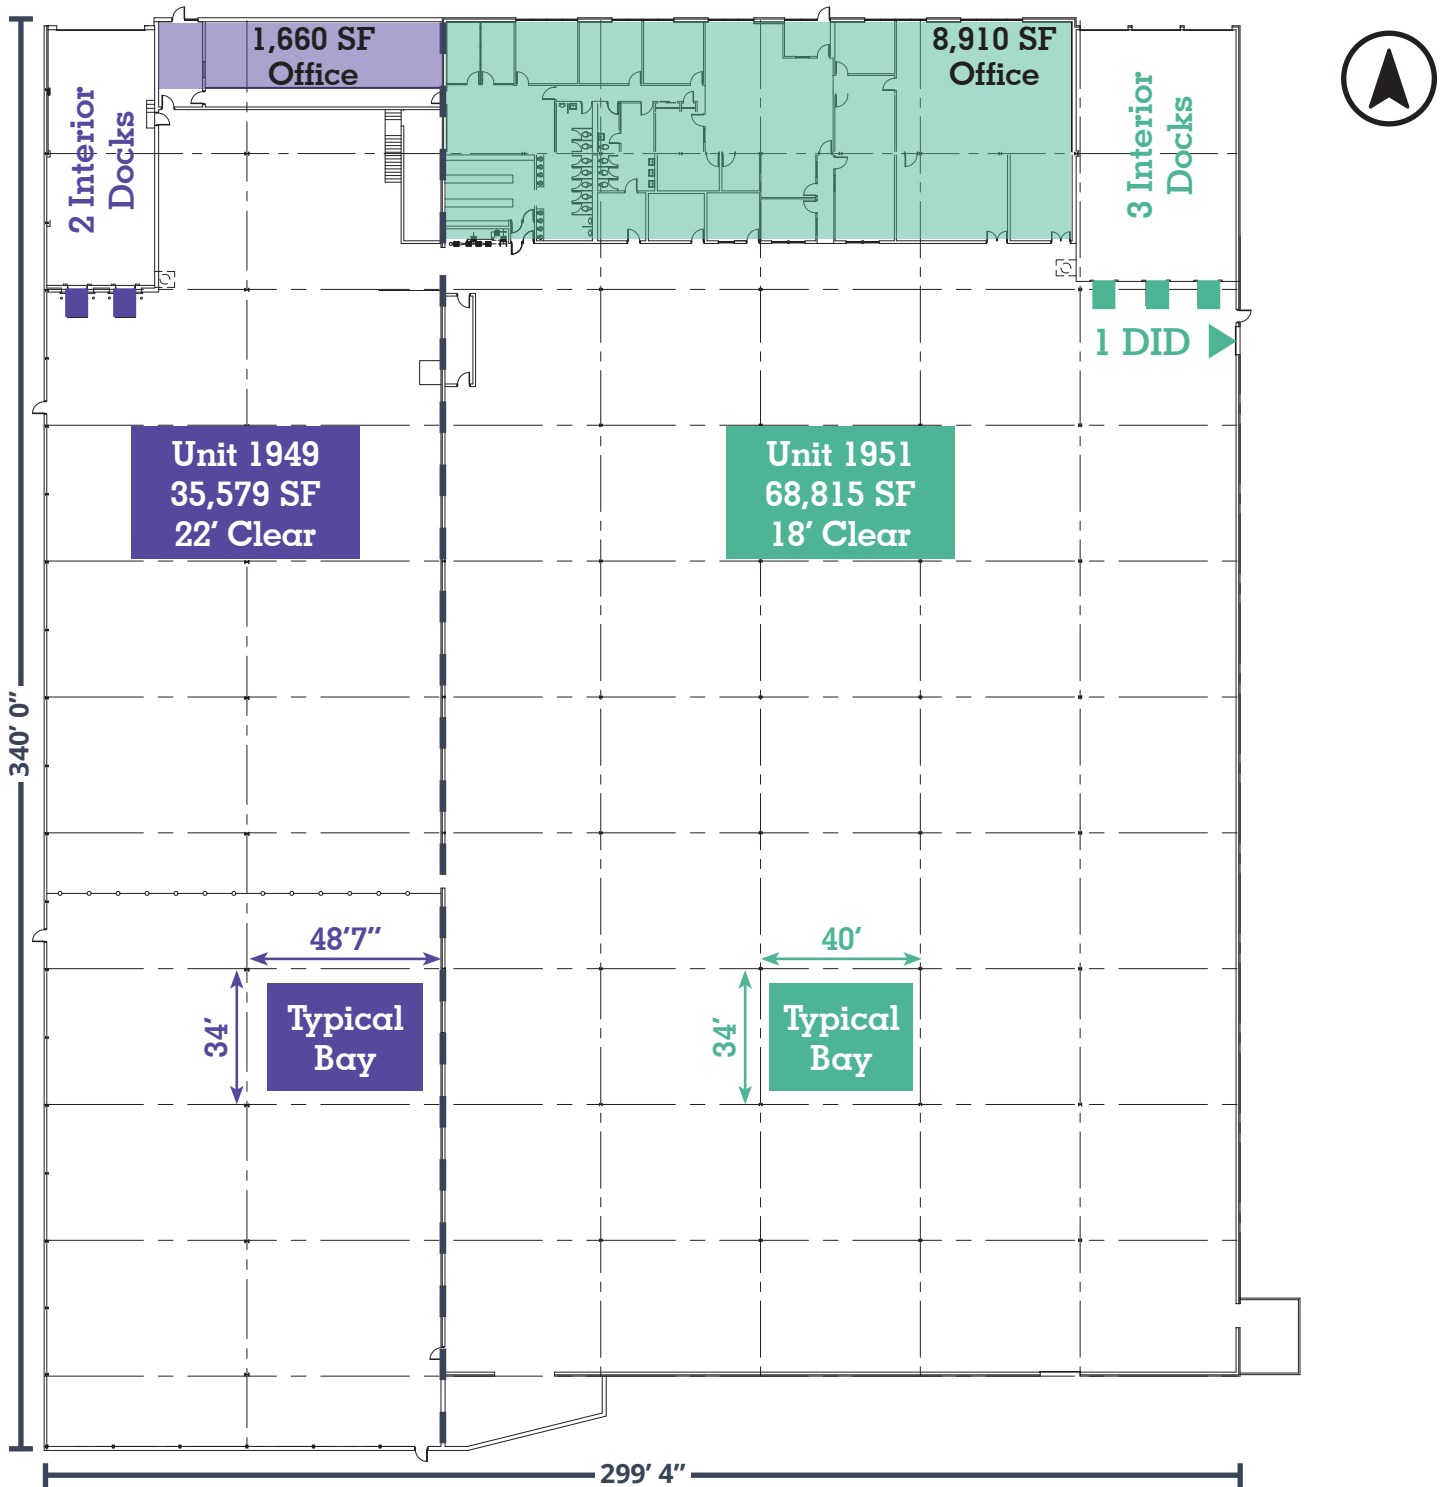 1,660 SF
Office
8,910 SF
Office
2 Interior
Docks
3 Interior
Docks
1 DID
Unit 1949
35,579 SF
22' Clear
Unit 1951
68,815 SF
18' Clear
340' 0"
48'7"
34'
Typical
Bay
40'
34'
Typical
Bay
299' 4"